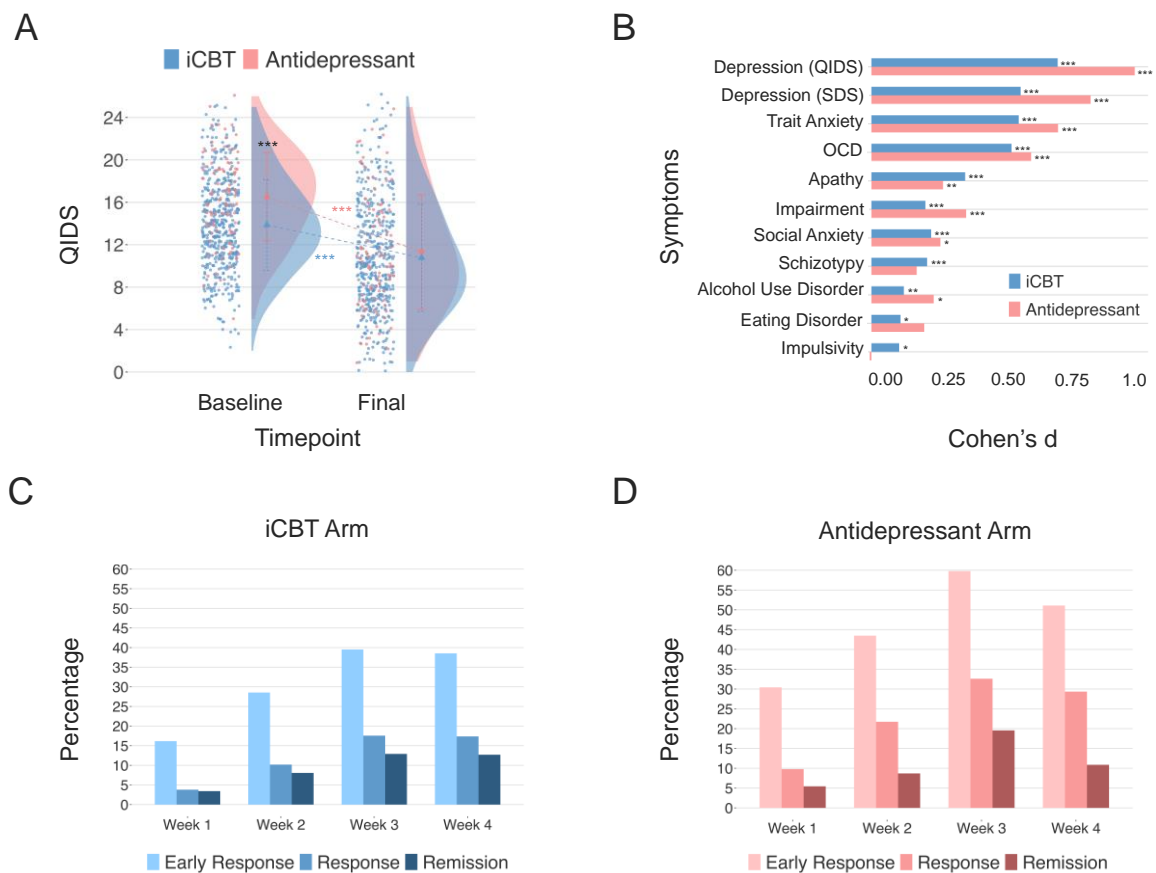 A
iCBT Antidepressant
QIDS
24
20
16
12
8
4
0
***
***
***
Baseline Final
Timepoint
B
Symptoms
Depression (QIDS) *** ***
Depression (SDS) *** ***
Trait Anxiety *** ***
OCD *** ***
Apathy *** **
Impairment *** ***
Social Anxiety *** *
Schizotypy ***
Alcohol Use Disorder ** *
Eating Disorder *
Impulsivity *
iCBT
Antidepressant
0.00 0.25 0.50 0.75 1.0
Cohen's d
C
iCBT Arm
Percentage
60
55
50
45
40
35
30
25
20
15
10
5
0
Week 1 Week 2 Week 3 Week 4
Early Response Response Remission
D
Antidepressant Arm
Percentage
60
55
50
45
40
35
30
25
20
15
10
5
0
Week 1 Week 2 Week 3 Week 4
Early Response Response Remission